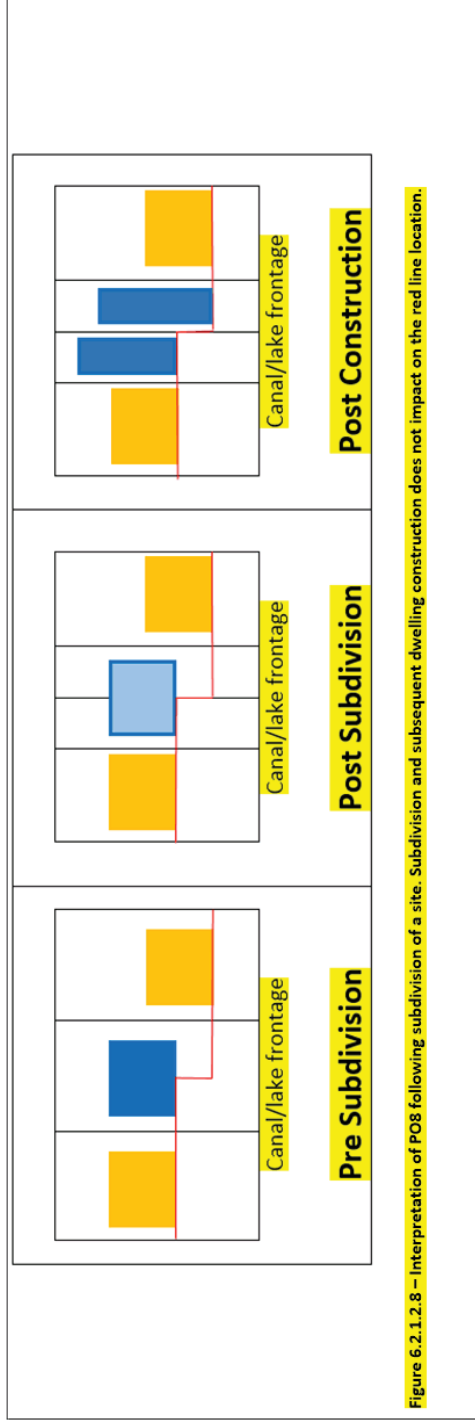 Canal/lake frontage
Pre Subdivision
Canal/lake frontage
Post Subdivision
Canal/lake frontage
Post Construction
Figure 6.2.1.2.8 – Interpretation of PO8 following subdivision of a site. Subdivision and subsequent dwelling construction does not impact on the red line location.